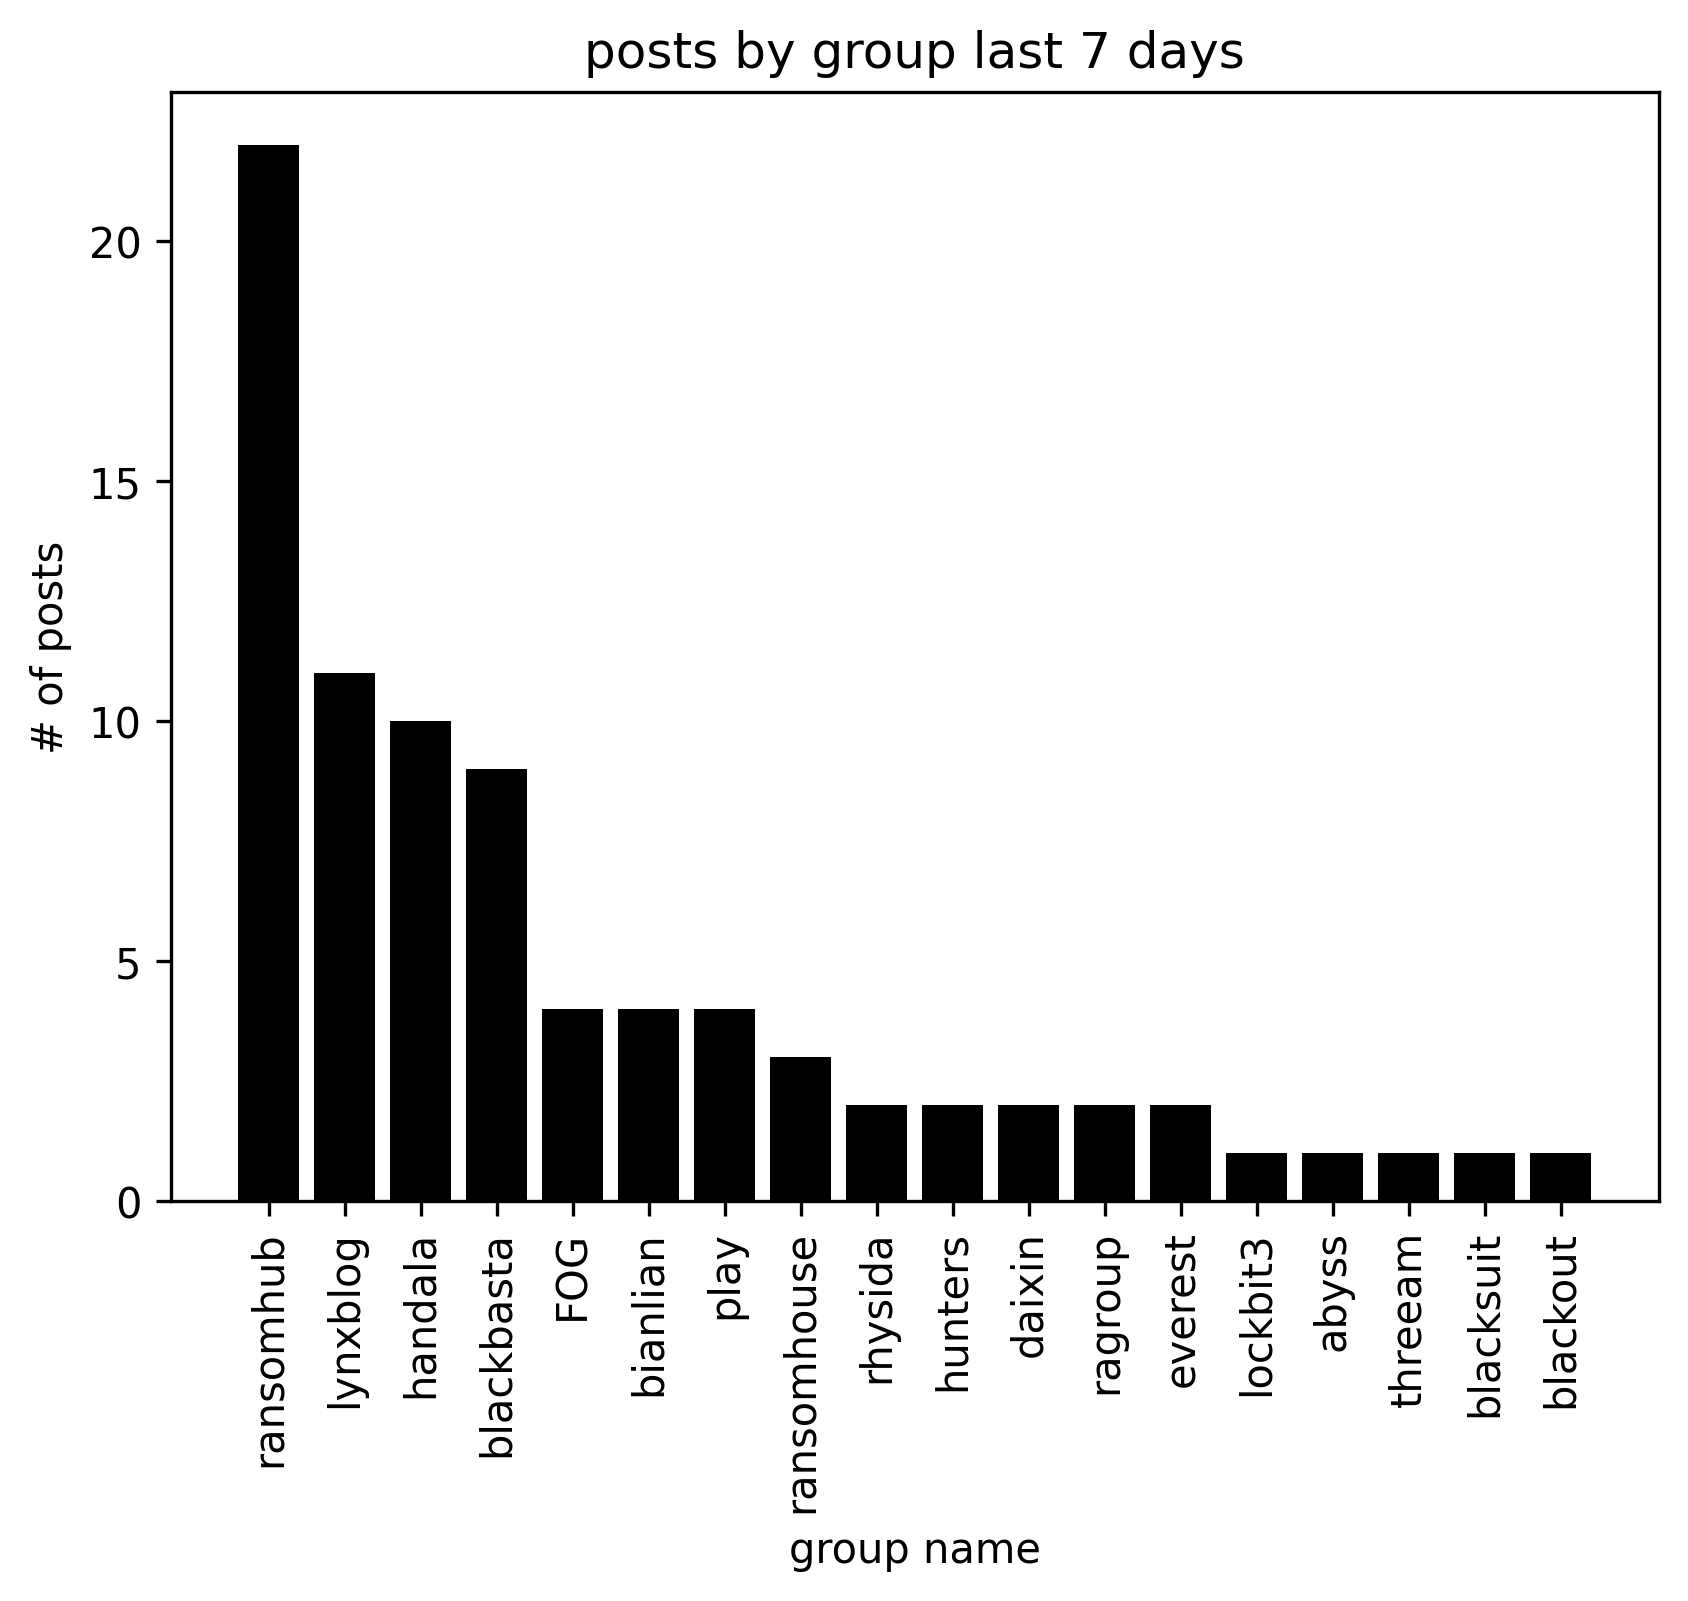 posts by group last 7 days
# of posts
20
15
10
5
0
ransomhub
lynxblog
handala
blackbasta
FOG
bianlian
play
ransomhouse
rhysida
hunters
daixin
ragroup
everest
lockbit3
abyss
threeam
blacksuit
blackout
group name